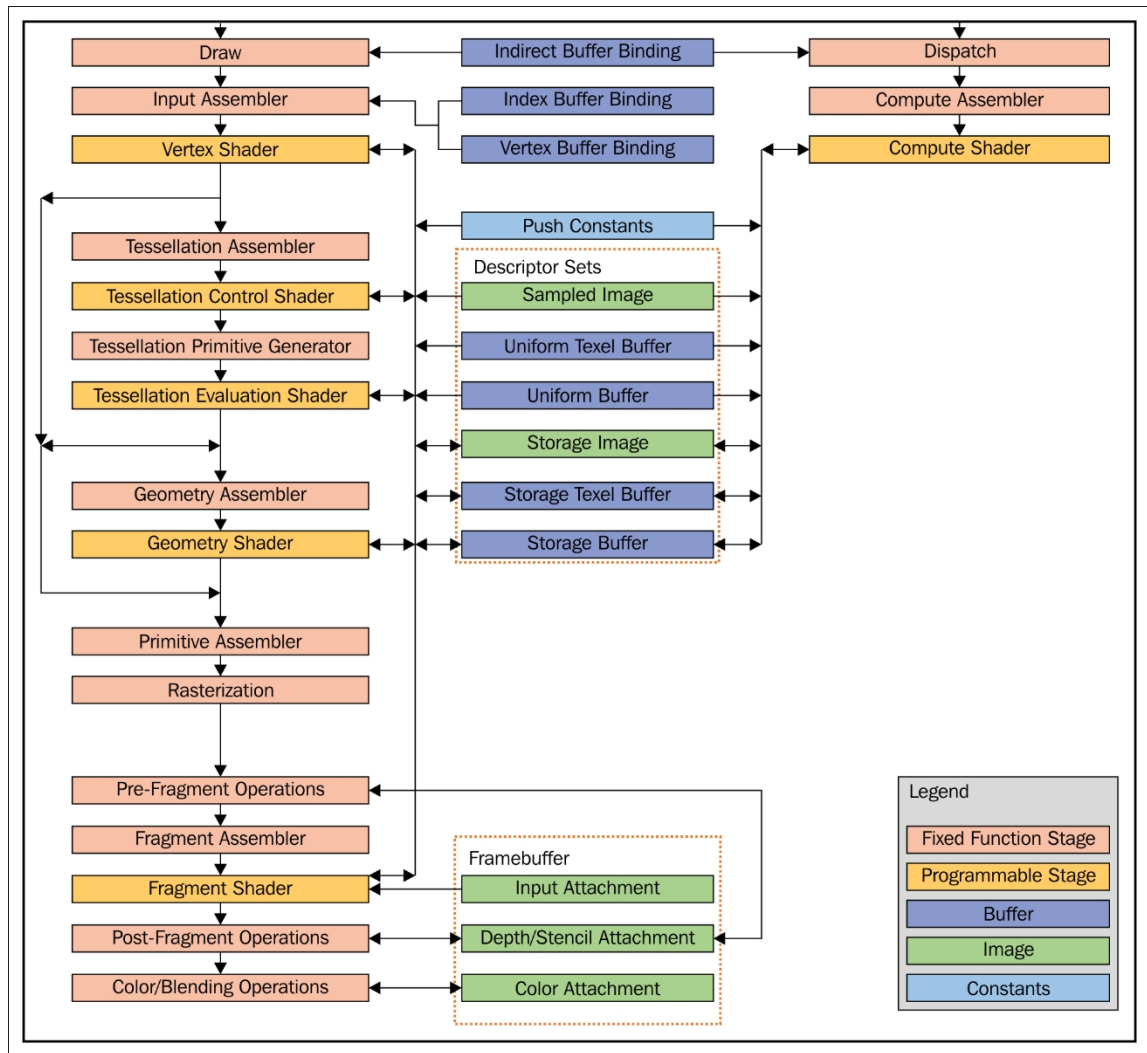 Draw
Indirect Buffer Binding
Dispatch
Input Assembler
Index Buffer Binding
Compute Assembler
Vertex Shader
Vertex Buffer Binding
Compute Shader
Push Constants
Tessellation Assembler
Descriptor Sets
Tessellation Control Shader
Sampled Image
Tessellation Primitive Generator
Uniform Texel Buffer
Tessellation Evaluation Shader
Uniform Buffer
Storage Image
Geometry Assembler
Storage Texel Buffer
Geometry Shader
Storage Buffer
Primitive Assembler
Rasterization
Pre-Fragment Operations
Fragment Assembler
Framebuffer
Fragment Shader
Input Attachment
Post-Fragment Operations
Depth/Stencil Attachment
Color/Blending Operations
Color Attachment
Legend
Fixed Function Stage
Programmable Stage
Buffer
Image
Constants